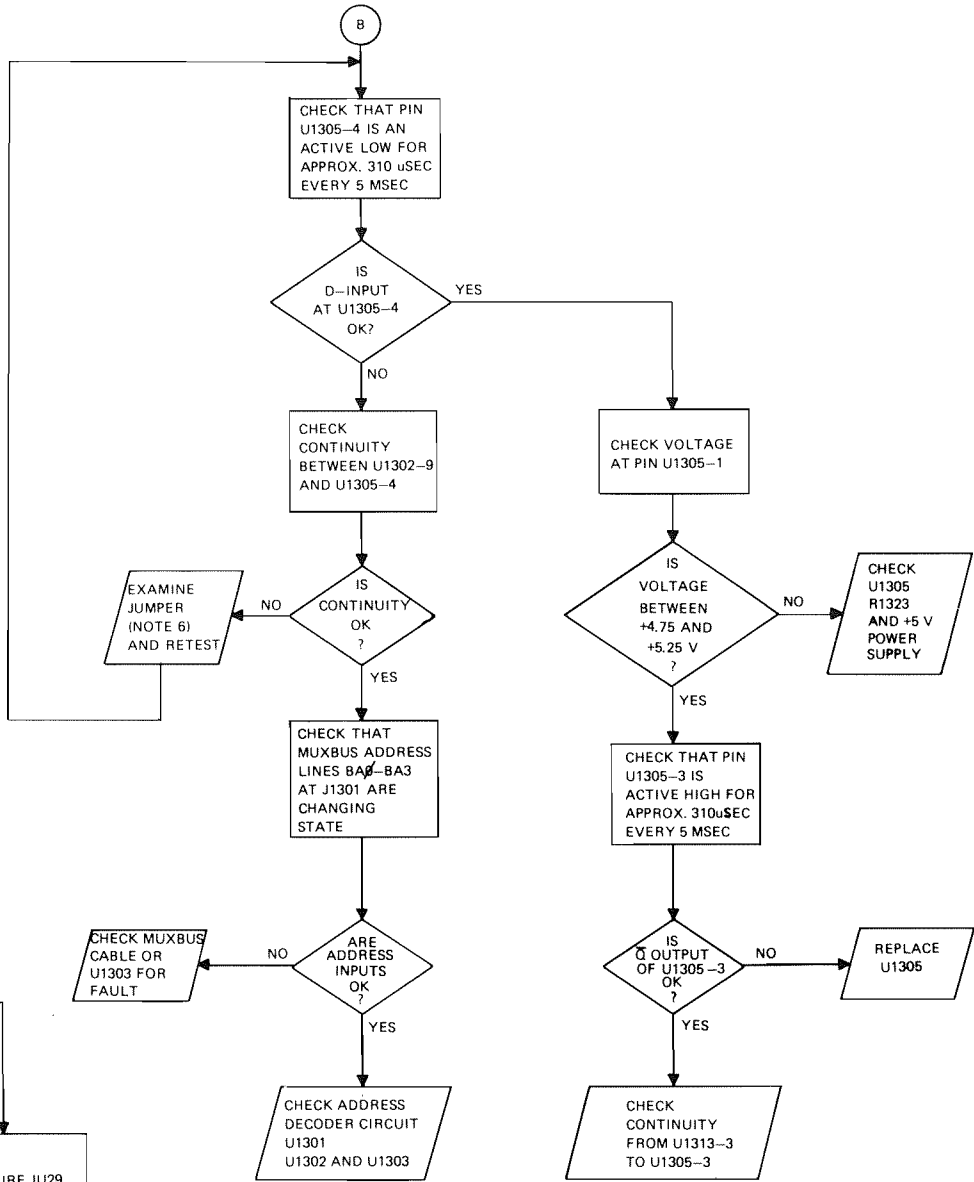 B
CHECK THAT PIN
U1305-4 IS AN
ACTIVE LOW FOR
APPROX. 310 uSEC
EVERY 5 MSEC
IS
D-INPUT
AT U1305-4
OK?
YES
NO
CHECK
CONTINUITY
BETWEEN U1302-9
AND U1305-4
CHECK VOLTAGE
AT PIN U1305-1
IS
CONTINUITY
OK
?
NO
EXAMINE
JUMPER
(NOTE 6)
AND RETEST
YES
IS
VOLTAGE
BETWEEN
+4.75 AND
+5.25 V
?
NO
CHECK
U1305
R1323
AND +5 V
POWER
SUPPLY
YES
CHECK THAT
MUXBUS ADDRESS
LINES BA0̸-BA3
AT J1301 ARE
CHANGING
STATE
CHECK THAT PIN
U1305-3 IS
ACTIVE HIGH FOR
APPROX. 310uSEC
EVERY 5 MSEC
ARE
ADDRESS
INPUTS
OK
?
NO
CHECK MUXBUS
CABLE OR
U1303 FOR
FAULT
YES
IS
Q̄ OUTPUT
OF U1305-3
OK
?
NO
REPLACE
U1305
YES
CHECK ADDRESS
DECODER CIRCUIT
U1301
U1302 AND U1303
CHECK
CONTINUITY
FROM U1313-3
TO U1305-3
JU29